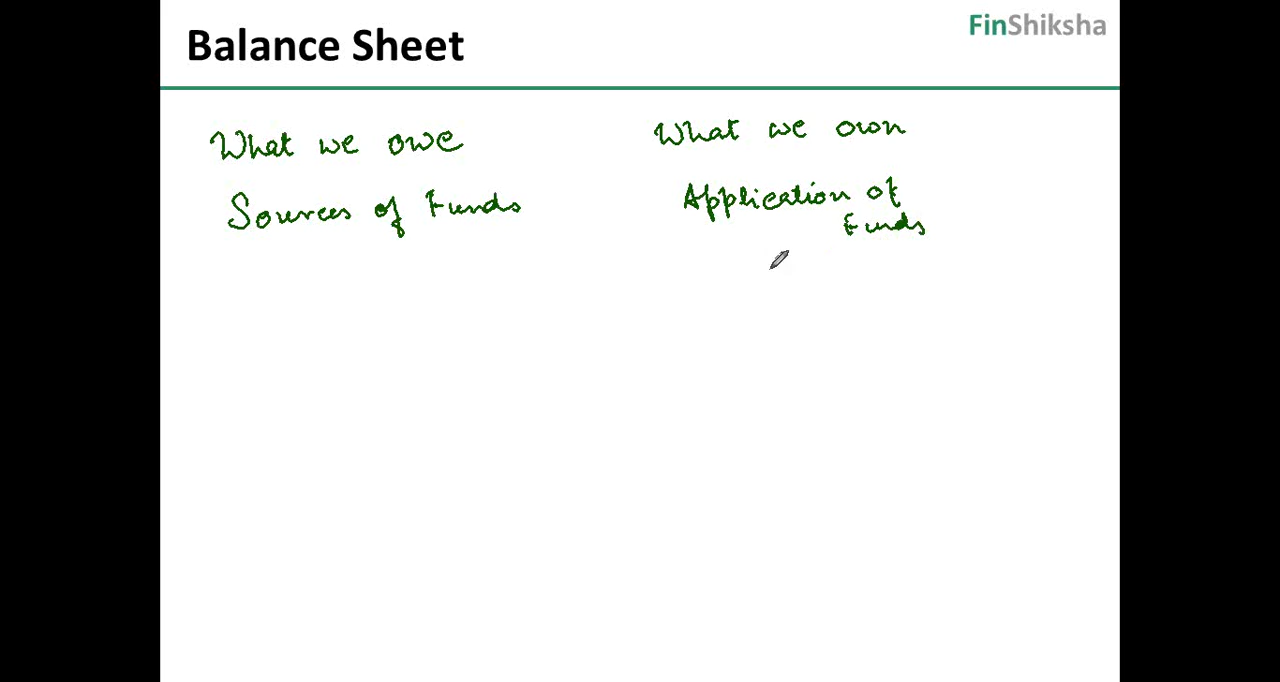 Balance Sheet
FinShiksha
What we owe
What we own
Sources of Funds
Application of
Funds